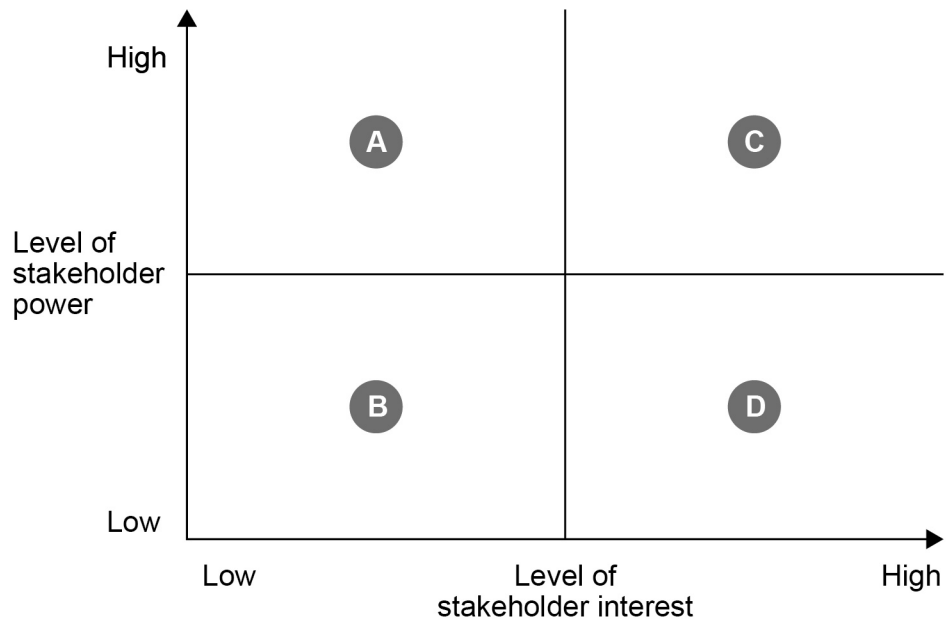 High
A
C
Level of
stakeholder
power
B
D
Low
Low
Level of
stakeholder interest
High